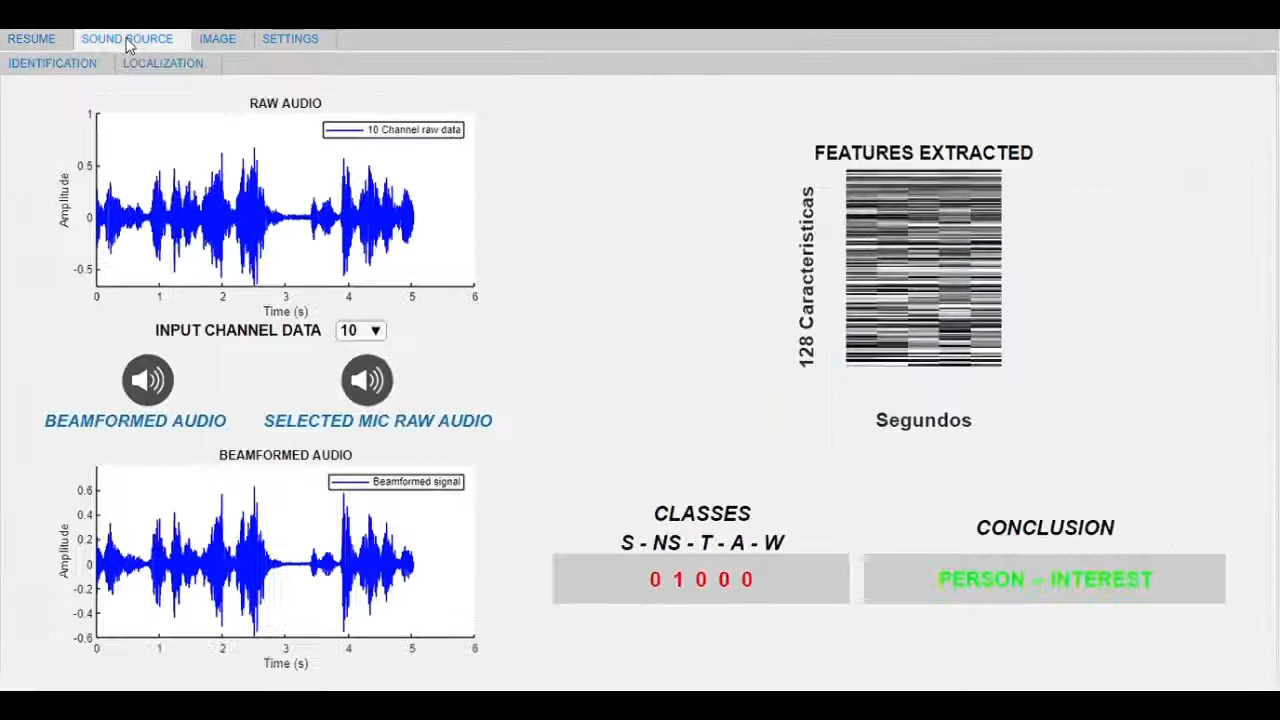 RESUME SOUND SOURCE IMAGE SETTINGS
IDENTIFICATION LOCALIZATION
RAW AUDIO
10 Channel raw data
Amplitude
1
0.5
0
-0.5
0 1 2 3 4 5 6
Time (s)
INPUT CHANNEL DATA 10
BEAMFORMED AUDIO SELECTED MIC RAW AUDIO
BEAMFORMED AUDIO
Beamformed signal
Amplitude
0.6
0.4
0.2
0
-0.2
-0.4
-0.6
0 1 2 3 4 5 6
Time (s)
FEATURES EXTRACTED
128 Caracteristicas
Segundos
CLASSES
S - NS - T - A - W
0 1 0 0 0
CONCLUSION
PERSON - INTEREST